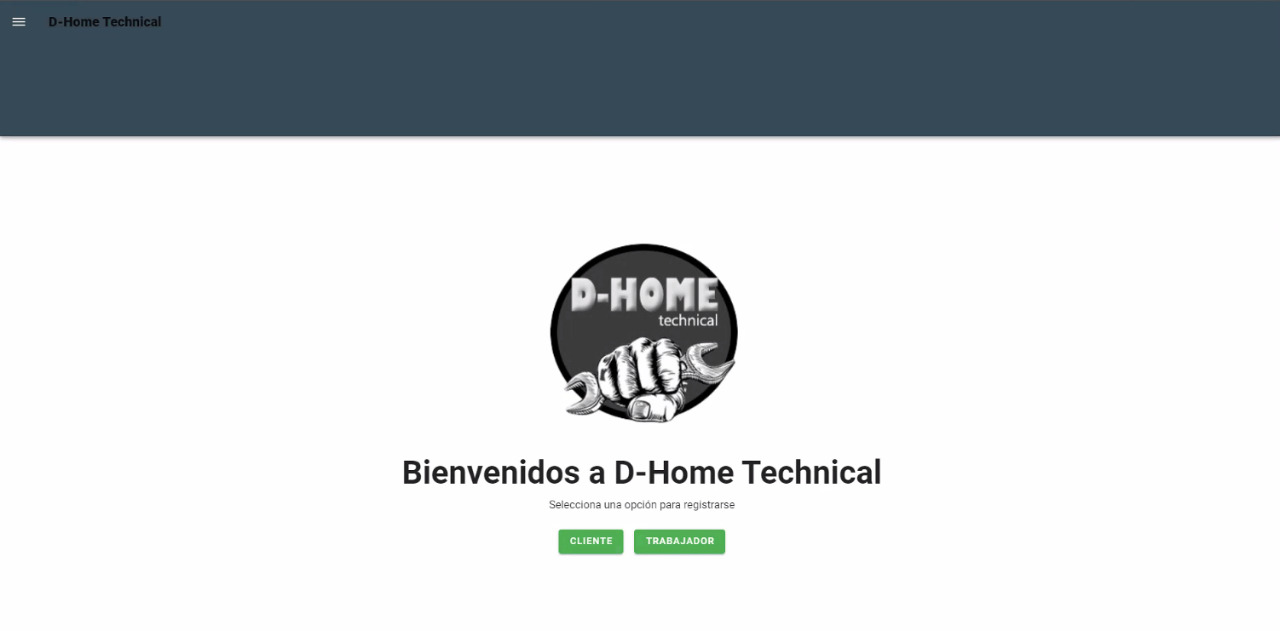 D-Home Technical
D-HOME
technical
Bienvenidos a D-Home Technical
Selecciona una opción para registrarse
CLIENTE TRABAJADOR